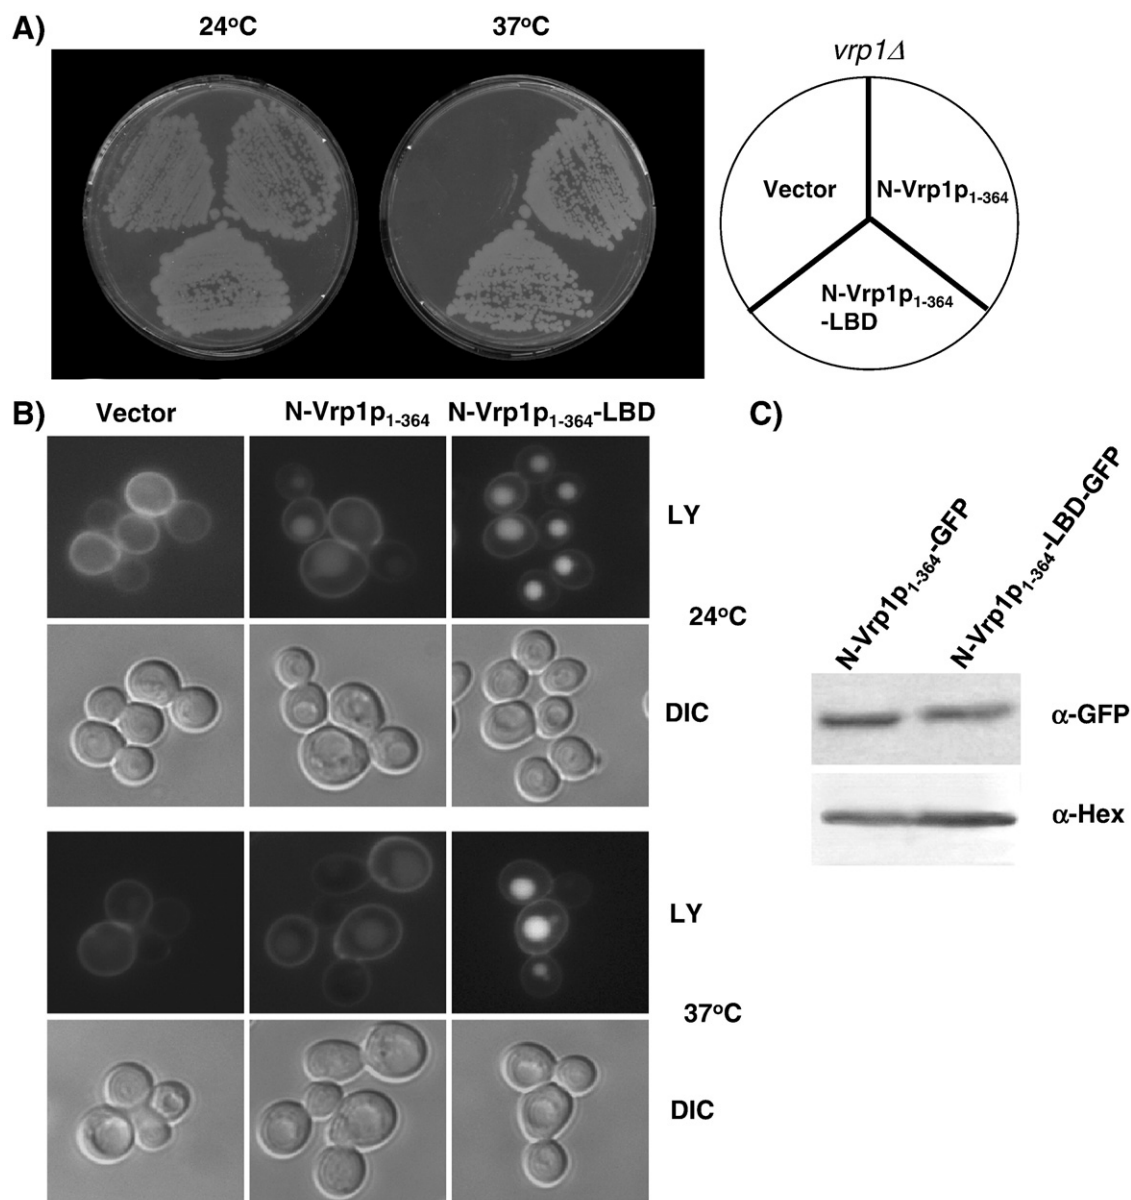 A)
24°C
37°C
vrp1Δ
Vector
N-Vrp1p1-364
N-Vrp1p1-364
-LBD
B)
Vector
N-Vrp1p1-364
N-Vrp1p1-364-LBD
LY
24°C
DIC
LY
37°C
DIC
C)
N-Vrp1p1-364-GFP
N-Vrp1p1-364-LBD-GFP
α-GFP
α-Hex